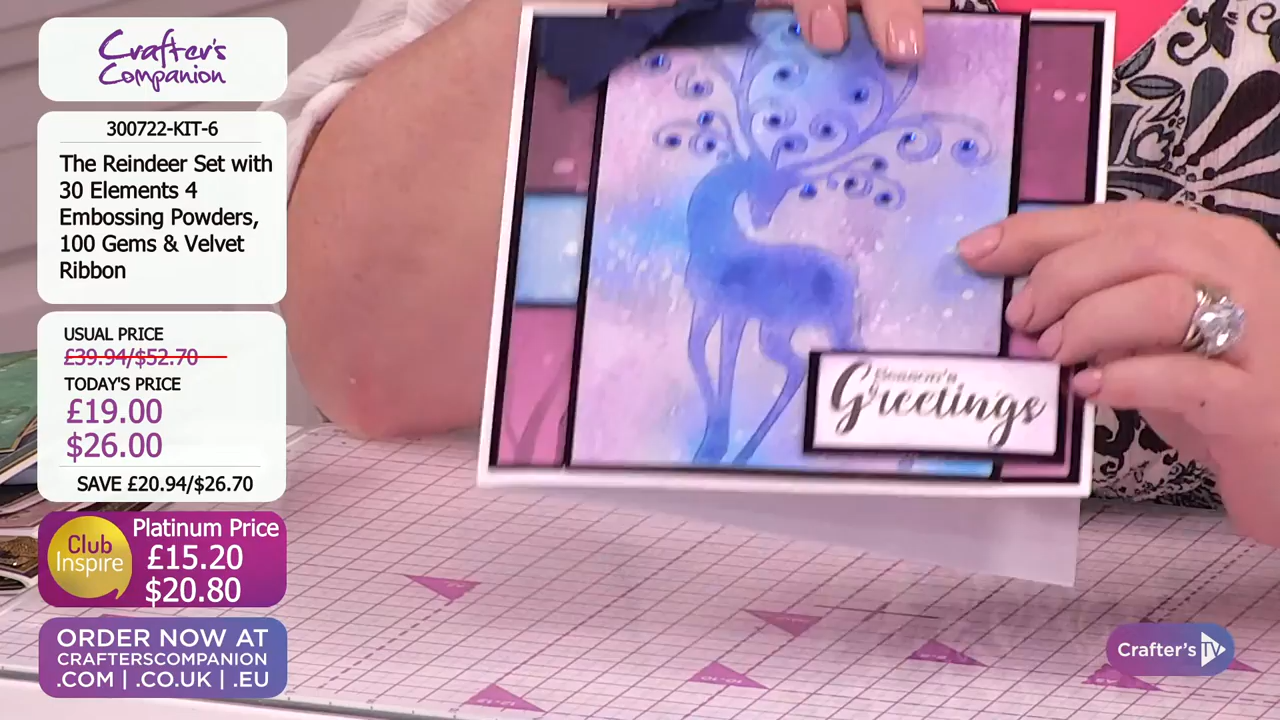 Crafter's
Companion
300722-KIT-6
The Reindeer Set with
30 Elements 4
Embossing Powders,
100 Gems & Velvet
Ribbon
USUAL PRICE
£39.94/$52.70
TODAY'S PRICE
£19.00
$26.00
SAVE £20.94/$26.70
Club
Inspire
Platinum Price
£15.20
$20.80
ORDER NOW AT
CRAFTERSCOMPANION
.COM | .CO.UK | .EU
Season's
Greetings
Crafter's TV